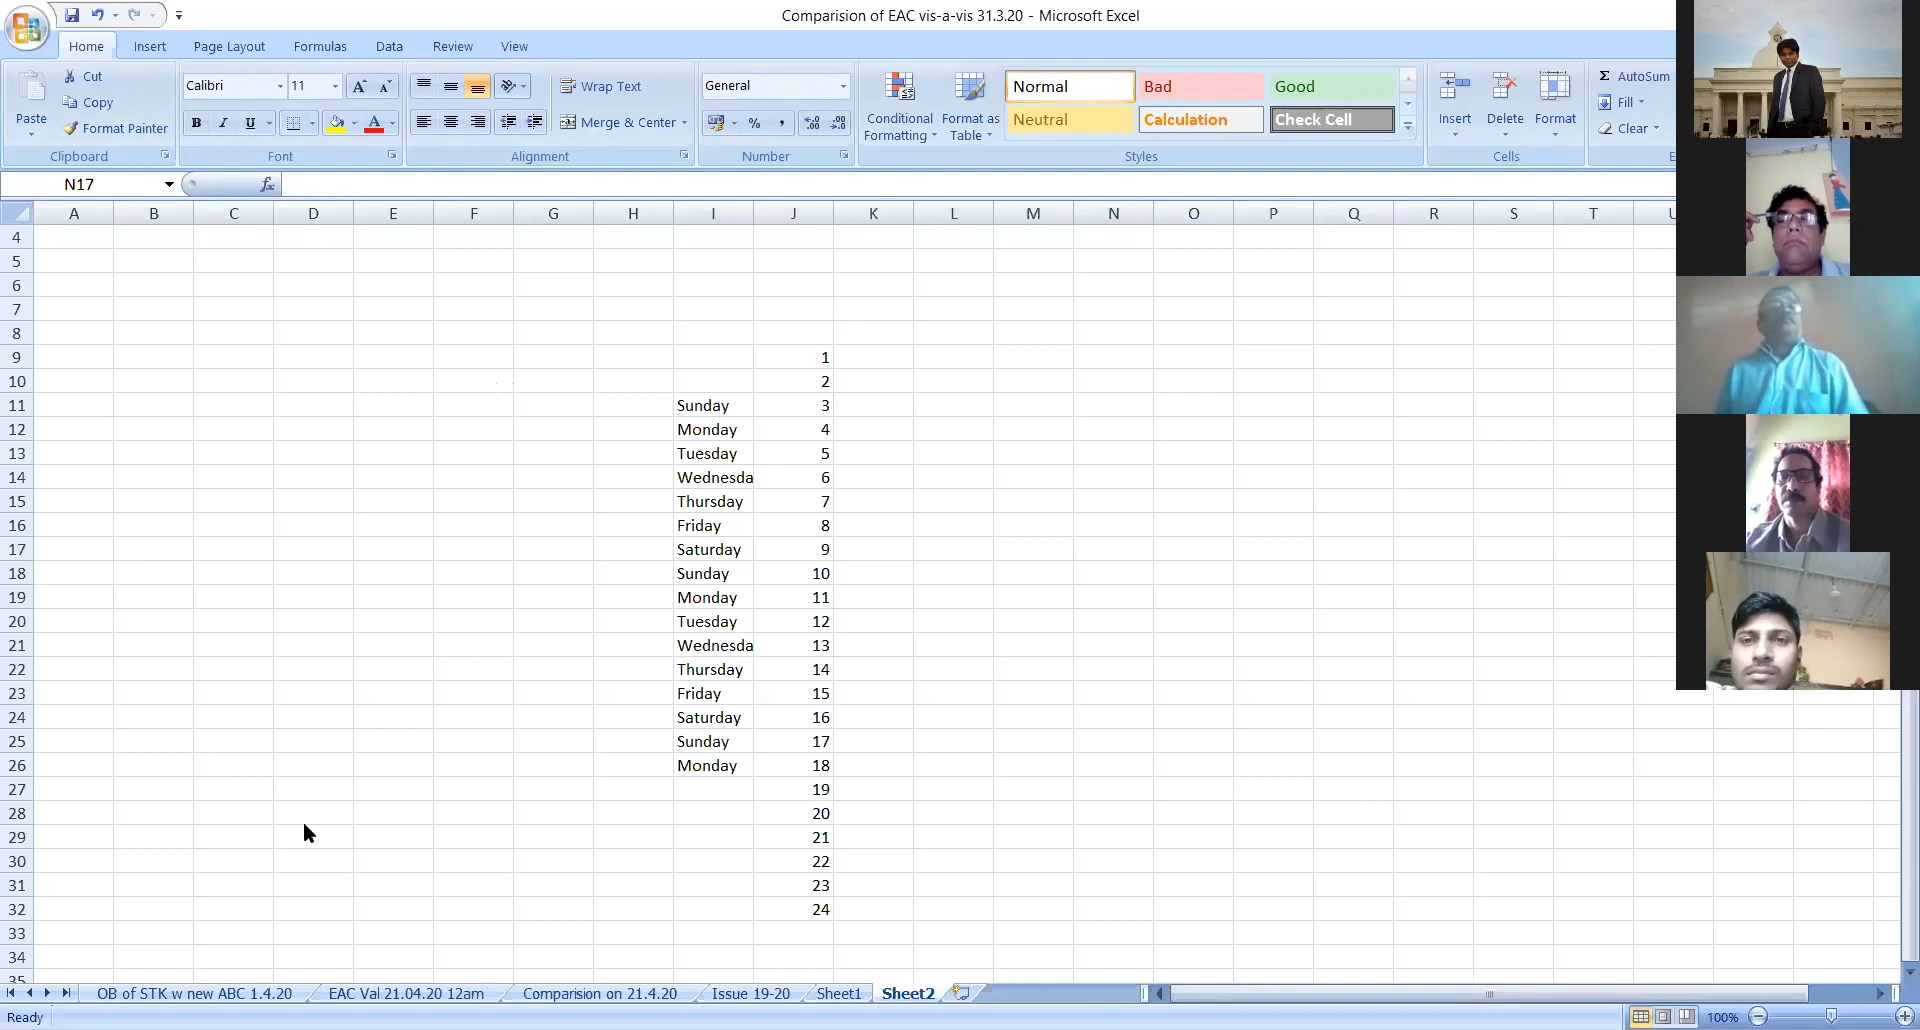 Comparision of EAC vis-a-vis 31.3.20 - Microsoft Excel
Home Insert Page Layout Formulas Data Review View
Paste Cut Copy Format Painter Clipboard
Calibri 11 A A B I U A Font
Wrap Text Merge & Center Alignment
General % .00 Number
Conditional Formatting Format as Table Normal Bad Good Neutral Calculation Check Cell Styles
Insert Delete Format Cells
Σ AutoSum Fill Clear E
N17 fx
A B C D E F G H I J K L M N O P Q R S T U
4
5
6
7
8
9 1
10 2
11 Sunday 3
12 Monday 4
13 Tuesday 5
14 Wednesda 6
15 Thursday 7
16 Friday 8
17 Saturday 9
18 Sunday 10
19 Monday 11
20 Tuesday 12
21 Wednesda 13
22 Thursday 14
23 Friday 15
24 Saturday 16
25 Sunday 17
26 Monday 18
27 19
28 20
29 21
30 22
31 23
32 24
33
34
35
OB of STK w new ABC 1.4.20 EAC Val 21.04.20 12am Comparision on 21.4.20 Issue 19-20 Sheet1 Sheet2
Ready 100%